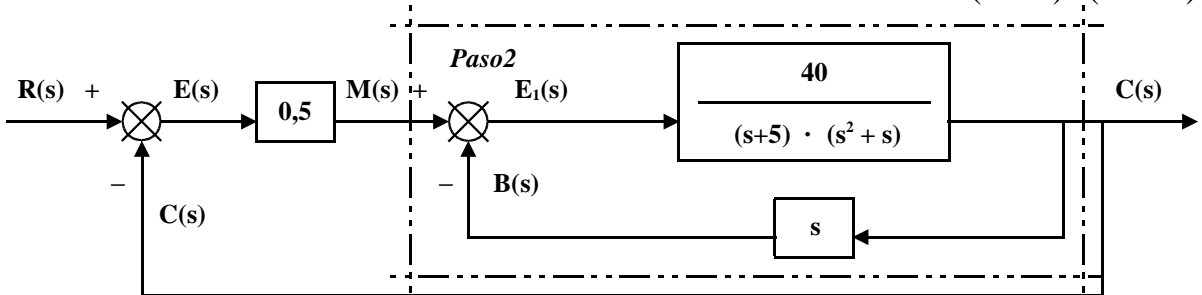 Paso2
R(s) +
E(s)
0,5
M(s) +
E₁(s)
40
(s+5) · (s² + s)
C(s)
–
C(s)
–
B(s)
s